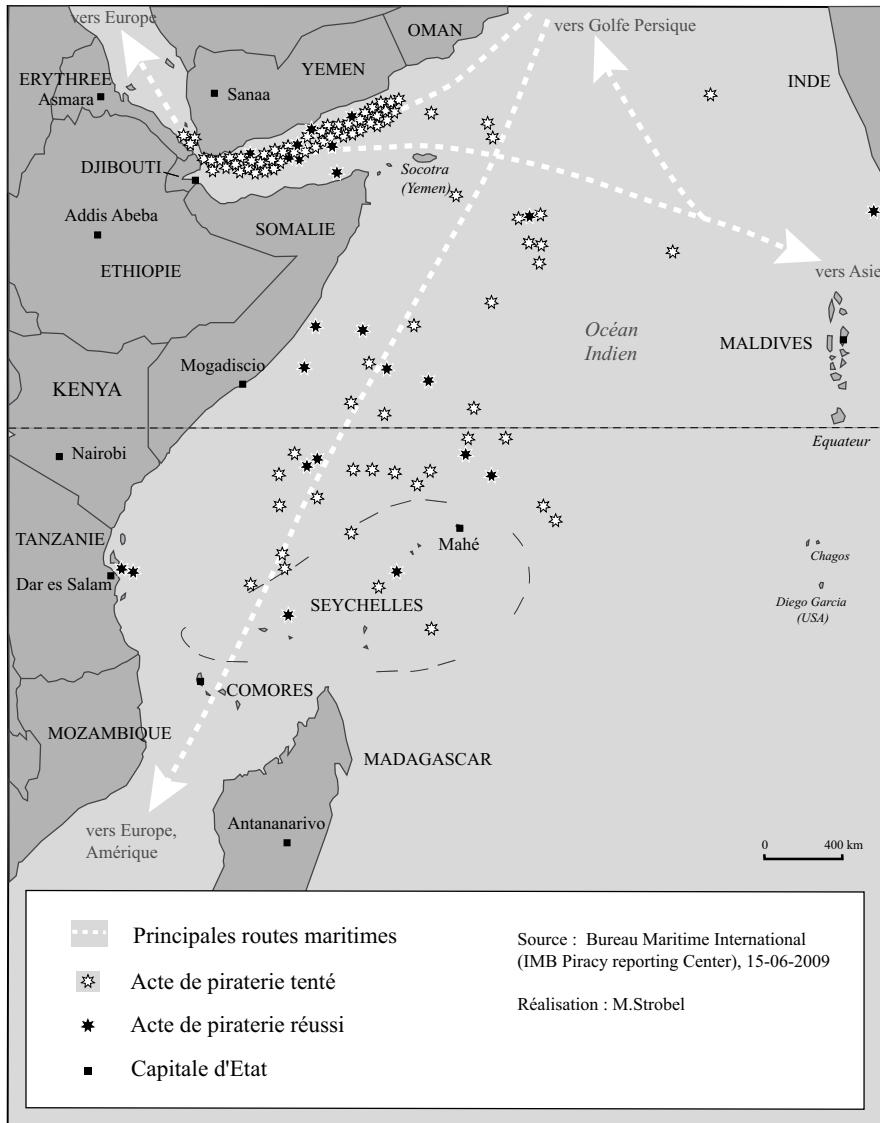 vers Europe
OMAN
vers Golfe Persique
YEMEN
ERYTHREE
Asmara
Sanaa
INDE
DJIBOUTI
Socotra
(Yemen)
Addis Abeba
SOMALIE
ETHIOPIE
vers Asie
Océan
Indien
MALDIVES
Mogadiscio
KENYA
Equateur
Nairobi
TANZANIE
Mahé
Chagos
Dar es Salam
SEYCHELLES
Diego Garcia
(USA)
COMORES
MOZAMBIQUE
MADAGASCAR
vers Europe,
Amérique
Antananarivo
0 400 km
Principales routes maritimes
Acte de piraterie tenté
Acte de piraterie réussi
Capitale d'Etat
Source : Bureau Maritime International
(IMB Piracy reporting Center), 15-06-2009
Réalisation : M.Strobel